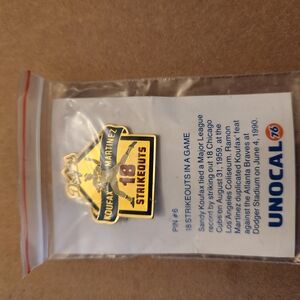 PIN #6
18 STRIKEOUTS IN A GAME
Sandy Koufax tied a Major League
record by striking out 18 Chicago
Cubs on August 31, 1959, at the
Los Angeles Coliseum. Ramon
Martinez duplicated Koufax' feat
against the Atlanta Braves at
Dodger Stadium on June 4, 1990.
UNOCAL 76
KOUFAX
MARTINEZ
18
STRIKEOUTS